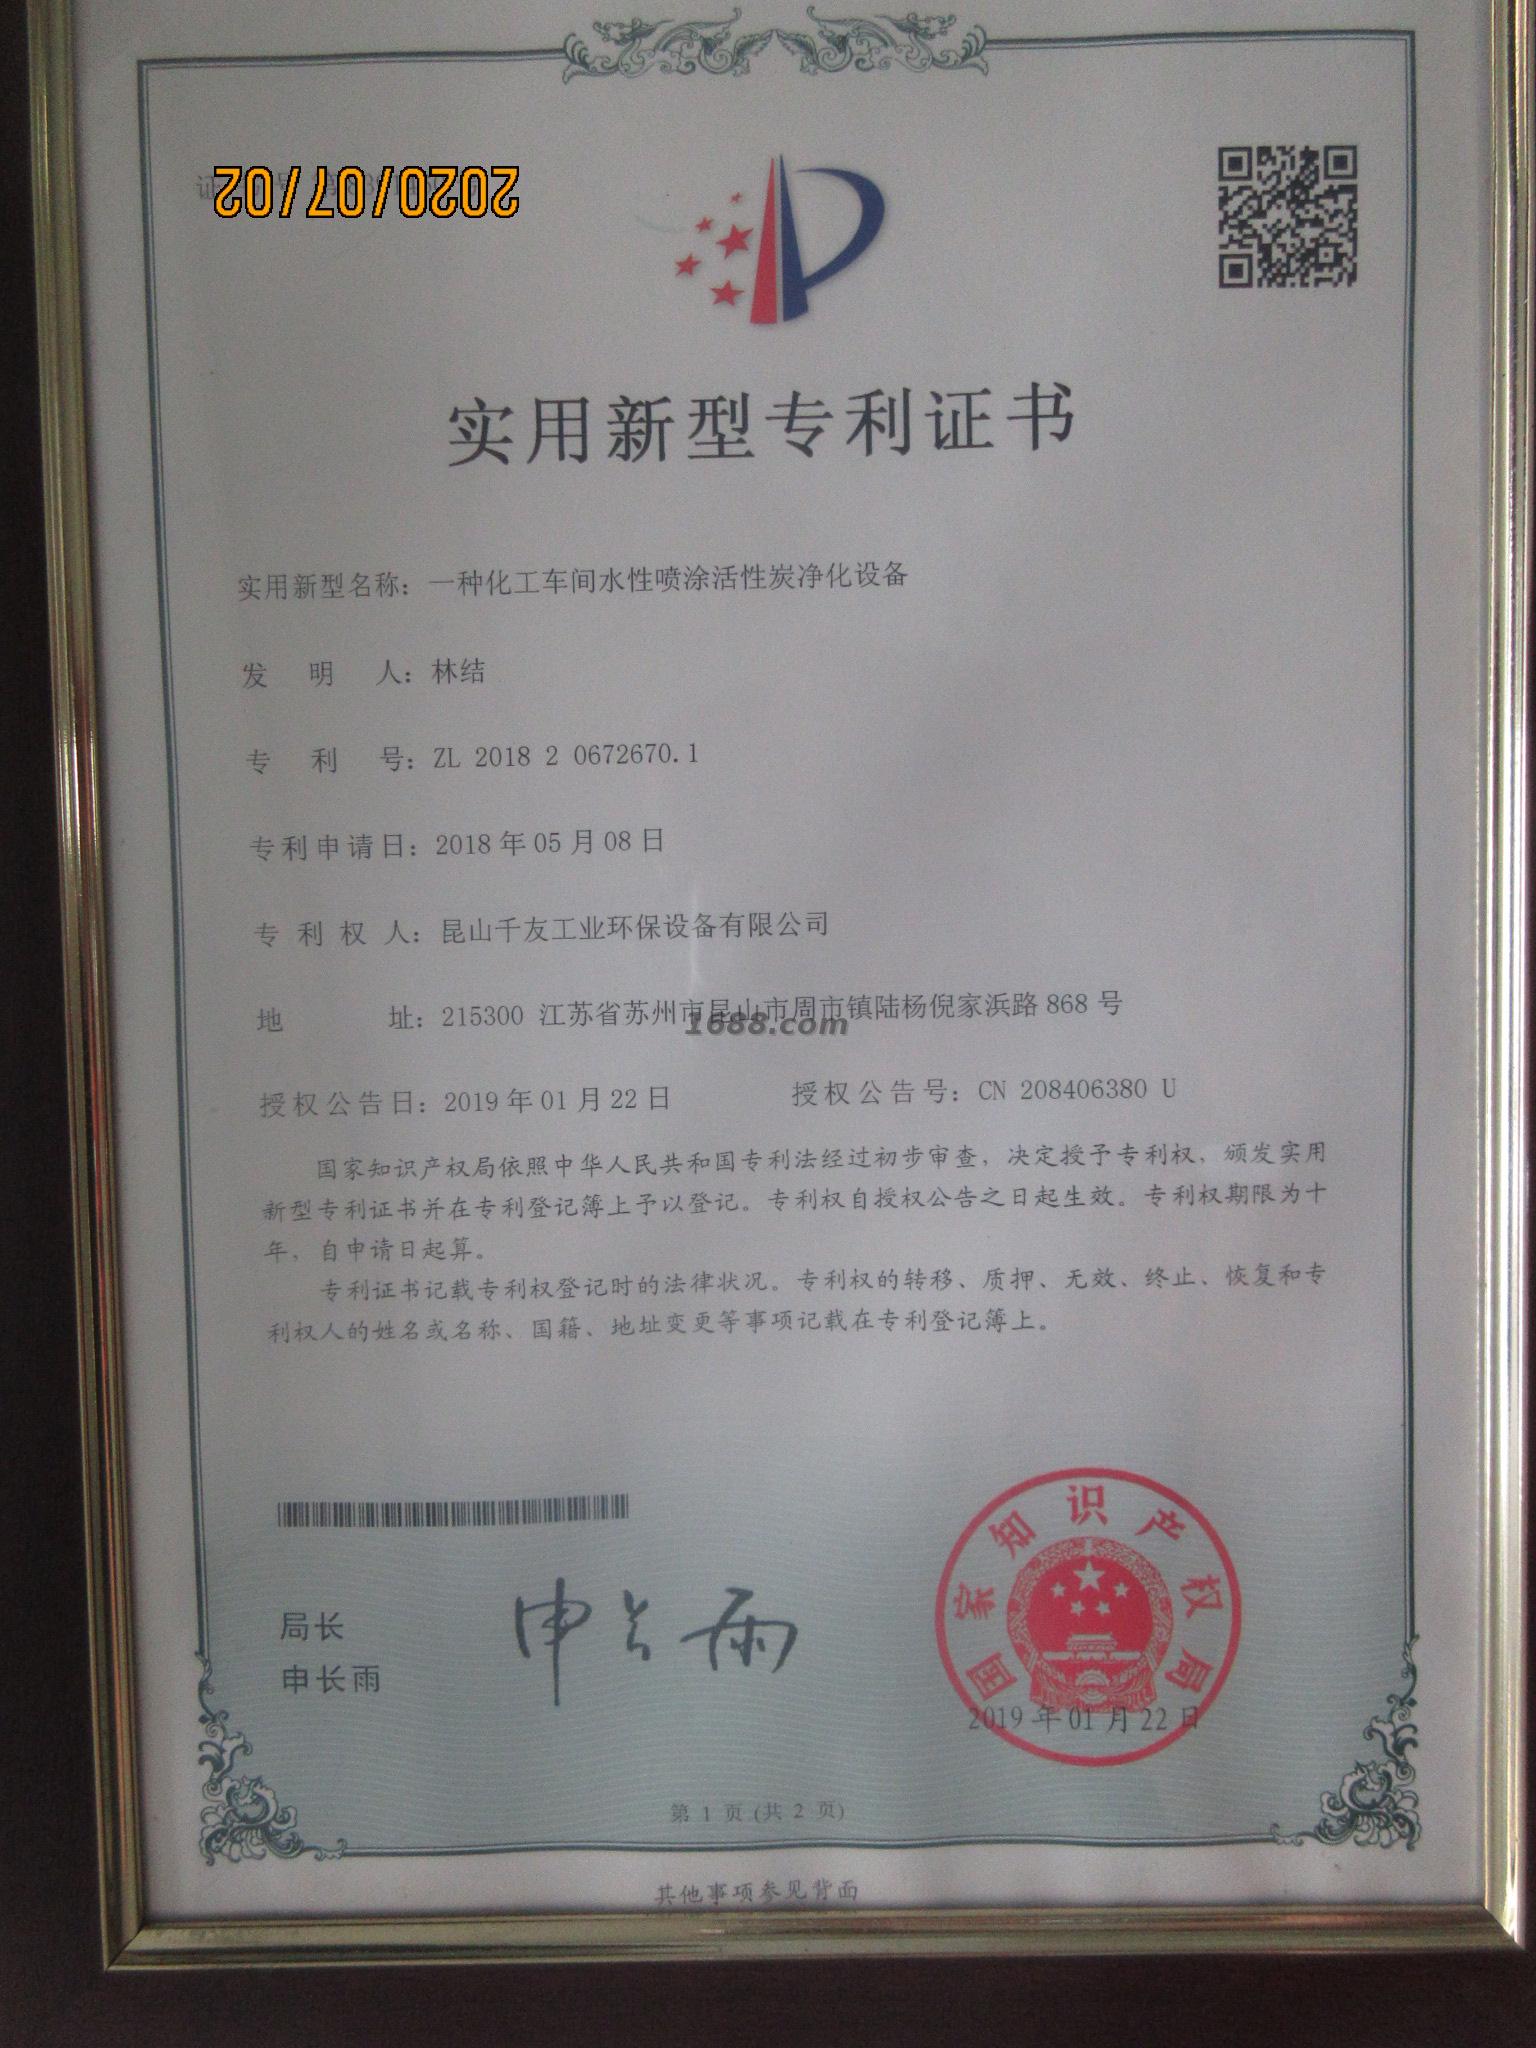 2020/07/02
实用新型专利证书
实用新型名称：一种化工车间水性喷涂活性炭净化设备
发明人：林结
专利号：ZL 2018 2 0672670.1
专利申请日：2018年05月08日
专利权人：昆山千友工业环保设备有限公司
地址：215300 江苏省苏州市昆山市周市镇陆杨倪家浜路868号
1688.com
授权公告日：2019年01月22日 授权公告号：CN 208406380 U
国家知识产权局依照中华人民共和国专利法经过初步审查，决定授予专利权，颁发实用
新型专利证书并在专利登记簿上予以登记。专利权自授权公告之日起生效。专利权期限为十
年，自申请日起算。
专利证书记载专利权登记时的法律状况。专利权的转移、质押、无效、终止、恢复和专
利权人的姓名或名称、国籍、地址变更等事项记载在专利登记簿上。
局长
申长雨
申长雨
国家知识产权局
2019年01月22日
第 1 页 (共 2 页)
其他事项参见背面